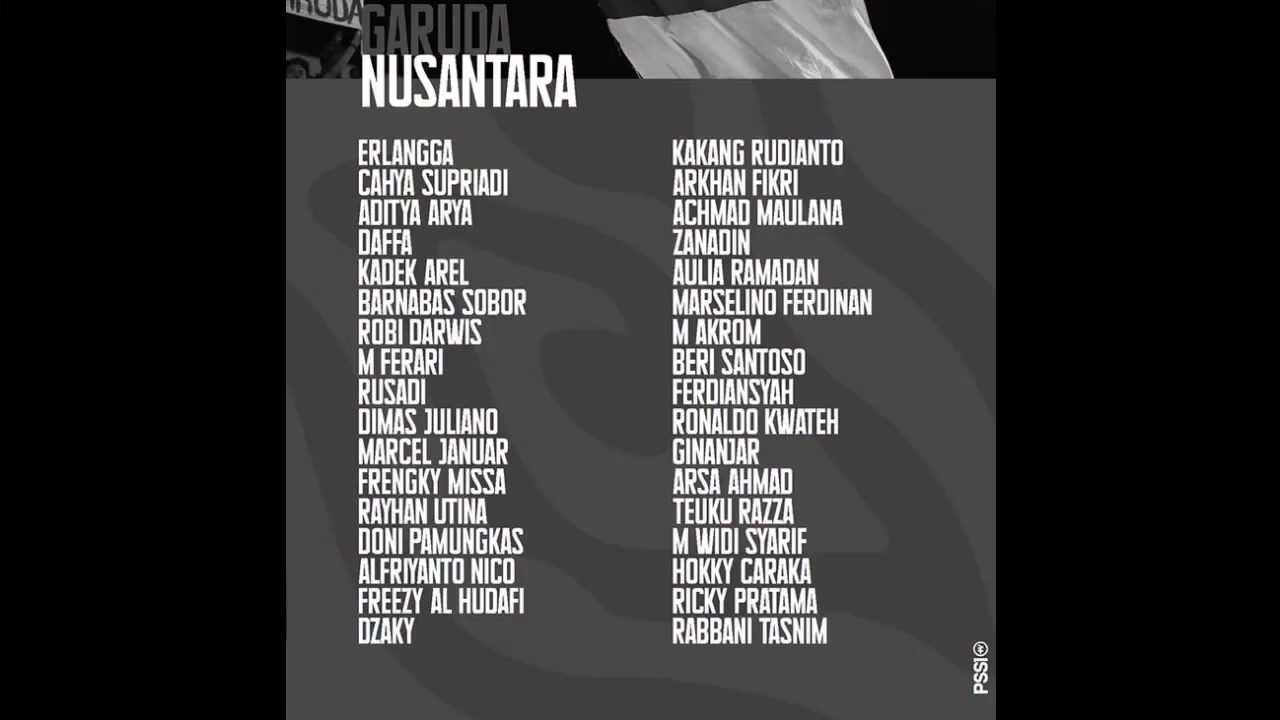 GARUDA
NUSANTARA
ERLANGGA
CAHYA SUPRIADI
ADITYA ARYA
DAFFA
KADEK AREL
BARNABAS SOBOR
ROBI DARWIS
M FERARI
RUSADI
DIMAS JULIANO
MARCEL JANUAR
FRENGKY MISSA
RAYHAN UTINA
DONI PAMUNGKAS
ALFRIYANTO NICO
FREEZY AL HUDAFI
DZAKY
KAKANG RUDIANTO
ARKHAN FIKRI
ACHMAD MAULANA
ZANADIN
AULIA RAMADAN
MARSELINO FERDINAN
M AKROM
BERI SANTOSO
FERDIANSYAH
RONALDO KWATEH
GINANJAR
ARSA AHMAD
TEUKU RAZZA
M WIDI SYARIF
HOKKY CARAKA
RICKY PRATAMA
RABBANI TASNIM
PSSI